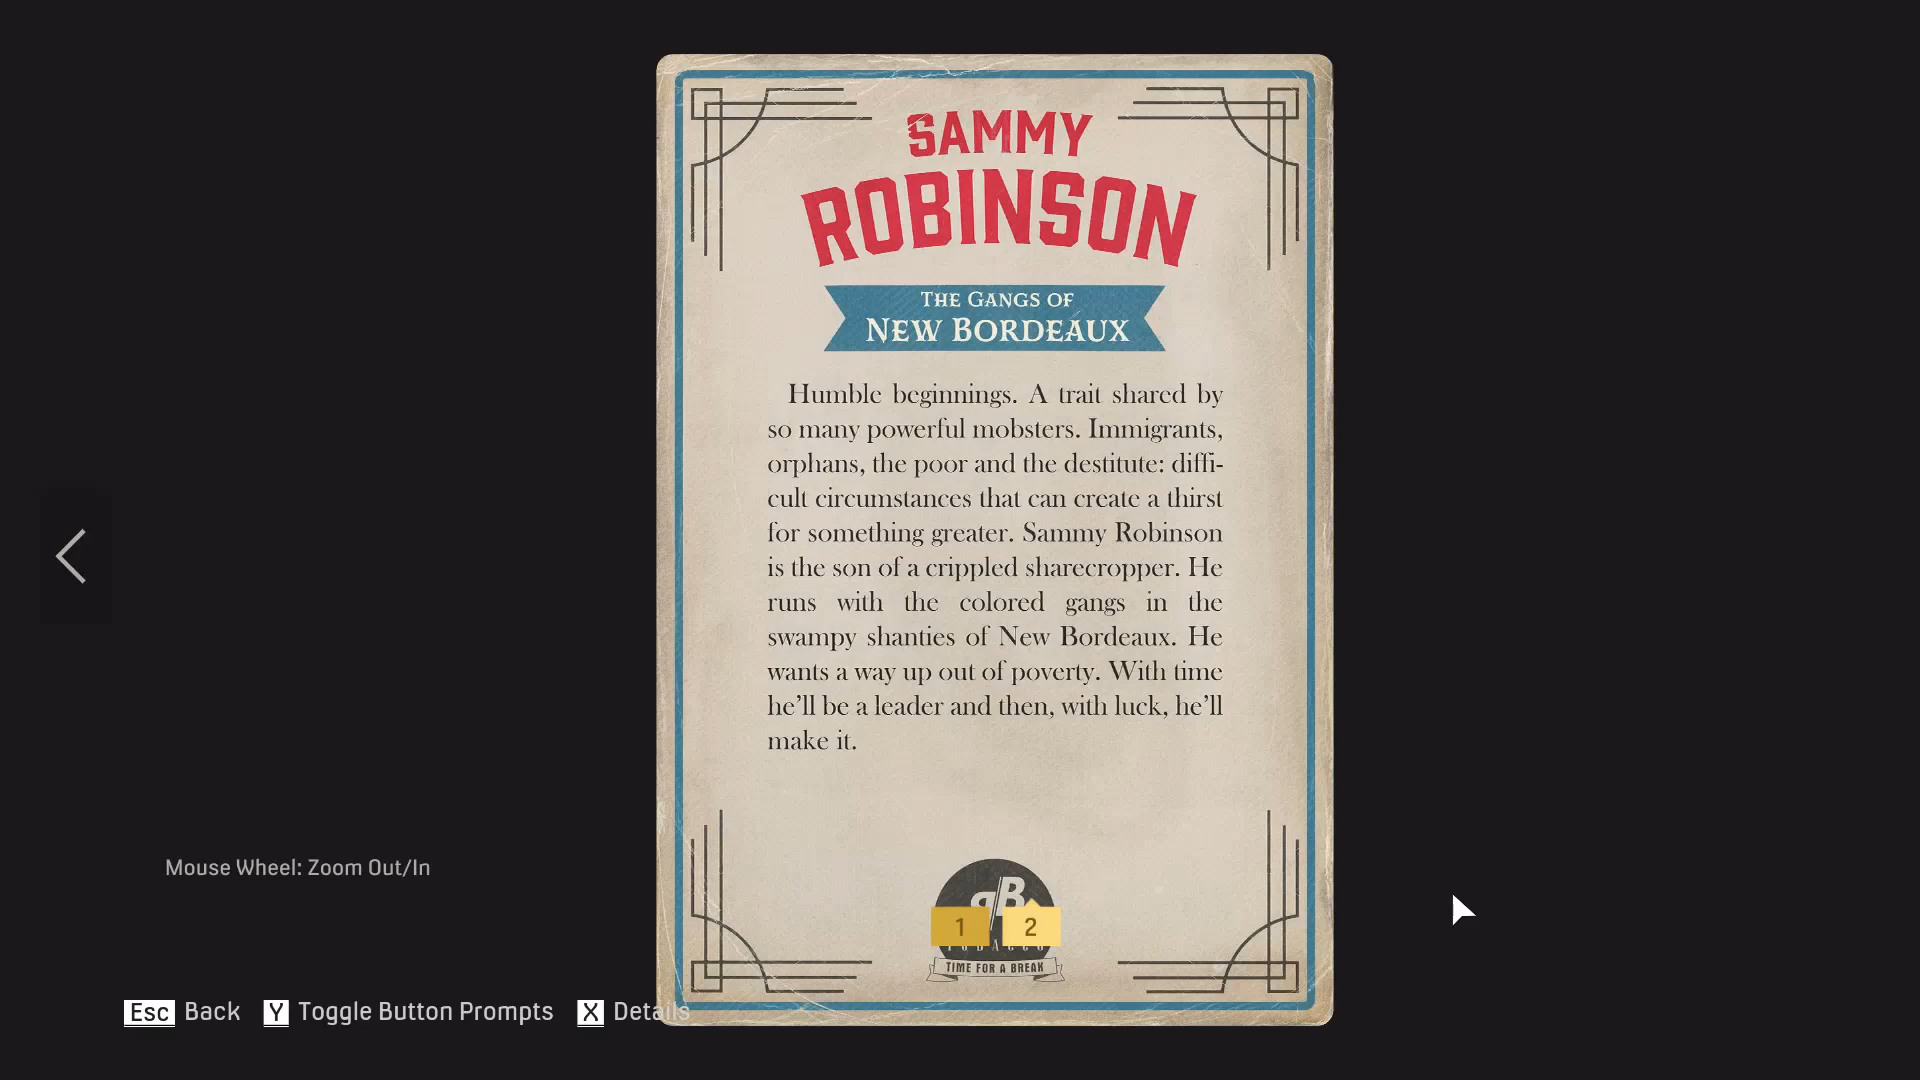 SAMMY
ROBINSON
THE GANGS OF
NEW BORDEAUX
Humble beginnings. A trait shared by
so many powerful mobsters. Immigrants,
orphans, the poor and the destitute: diffi-
cult circumstances that can create a thirst
for something greater. Sammy Robinson
is the son of a crippled sharecropper. He
runs with the colored gangs in the
swampy shanties of New Bordeaux. He
wants a way up out of poverty. With time
he'll be a leader and then, with luck, he'll
make it.
Mouse Wheel: Zoom Out/In
1 2
TIME FOR A BREAK
Esc Back Y Toggle Button Prompts X Details